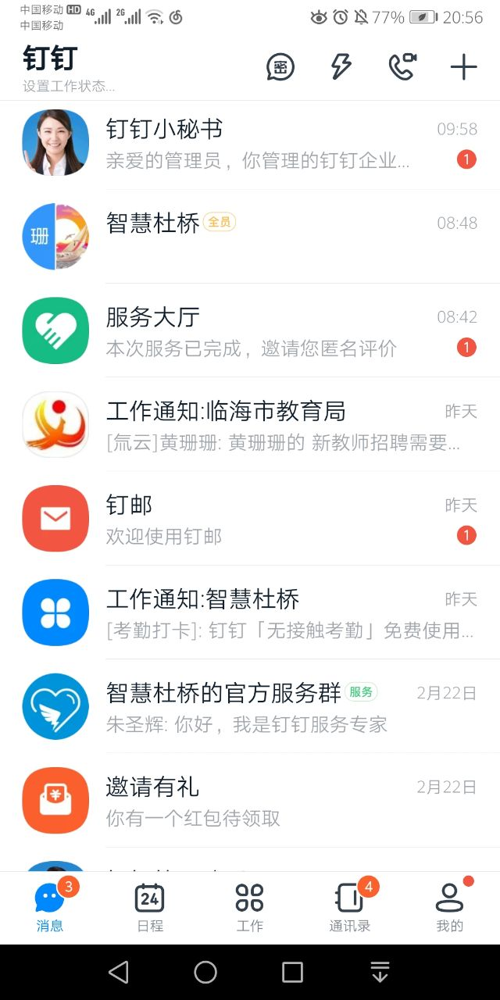 中国移动 HD 4G 2G 77% 20:56
中国移动
钉钉
设置工作状态...
密
钉钉小秘书 09:58
亲爱的管理员，你管理的钉钉企业... 1
珊
智慧杜桥 全员 08:48
服务大厅 08:42
本次服务已完成，邀请您匿名评价 1
工作通知:临海市教育局 昨天
[氚云]黄珊珊: 黄珊珊的 新教师招聘需要...
钉邮 昨天
欢迎使用钉邮 1
工作通知:智慧杜桥 昨天
[考勤打卡]: 钉钉「无接触考勤」免费使用...
智慧杜桥的官方服务群 服务 2月22日
朱圣辉: 你好，我是钉钉服务专家
邀请有礼 2月22日
你有一个红包待领取
3 24 4
消息 日程 工作 通讯录 我的